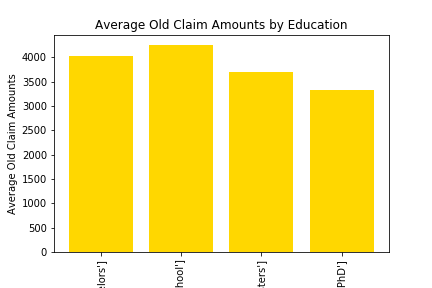 Average Old Claim Amounts by Education
Average Old Claim Amounts
4000
3500
3000
2500
2000
1500
1000
500
0
elors']
hool']
ters']
PhD']